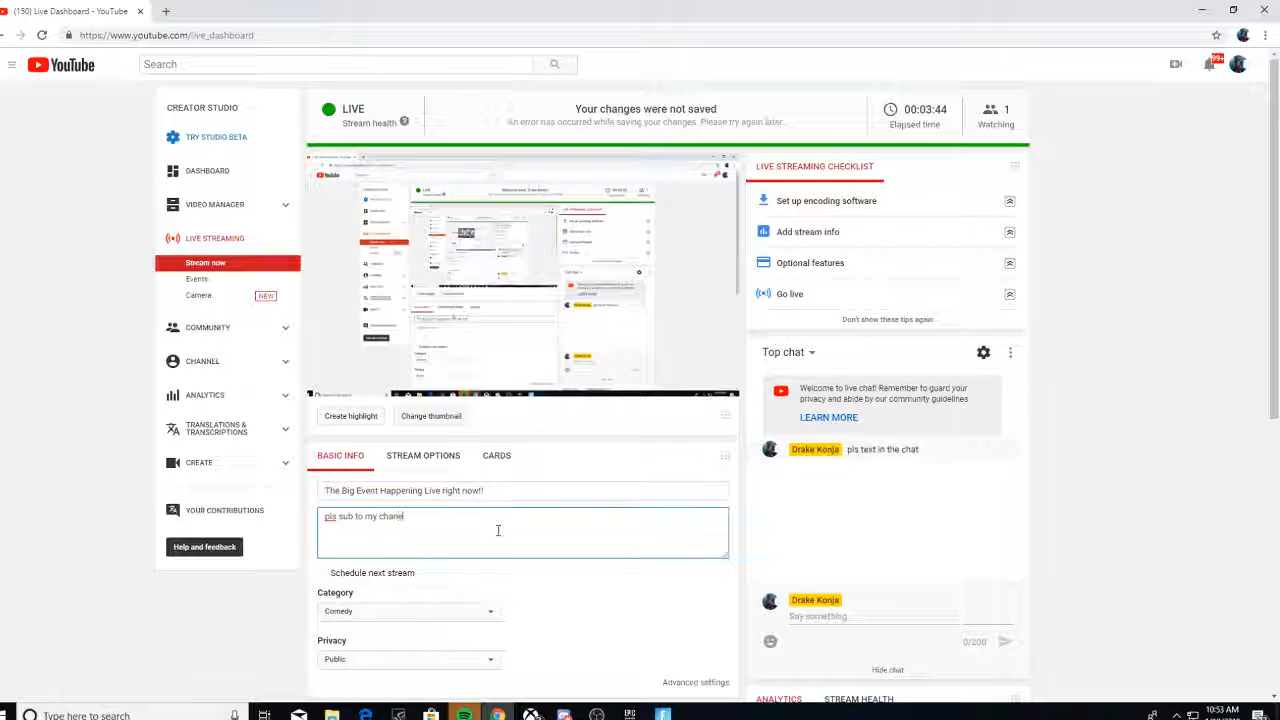 (150) Live Dashboard - YouTube
https://www.youtube.com/live_dashboard
YouTube
Search
99+
CREATOR STUDIO
TRY STUDIO BETA
DASHBOARD
VIDEO MANAGER
LIVE STREAMING
Stream now
Events
Camera NEW
COMMUNITY
CHANNEL
ANALYTICS
TRANSLATIONS &
TRANSCRIPTIONS
CREATE
YOUR CONTRIBUTIONS
Help and feedback
LIVE
Stream health ?
Your changes were not saved
An error has occurred while saving your changes. Please try again later...
00:03:44
Elapsed time
1
Watching
Create highlight
Change thumbnail
BASIC INFO
STREAM OPTIONS
CARDS
The Big Event Happening Live right now!!
pls sub to my chane
Schedule next stream
Category
Comedy
Privacy
Public
Advanced settings
LIVE STREAMING CHECKLIST
Set up encoding software
Add stream info
Optional features
Go live
Don't show these tips again
Top chat
Welcome to live chat! Remember to guard your
privacy and abide by our community guidelines
LEARN MORE
Drake Konja pls text in the chat
Drake Konja
Say something...
0/200
Hide chat
ANALYTICS
STREAM HEALTH
Type here to search
10:53 AM